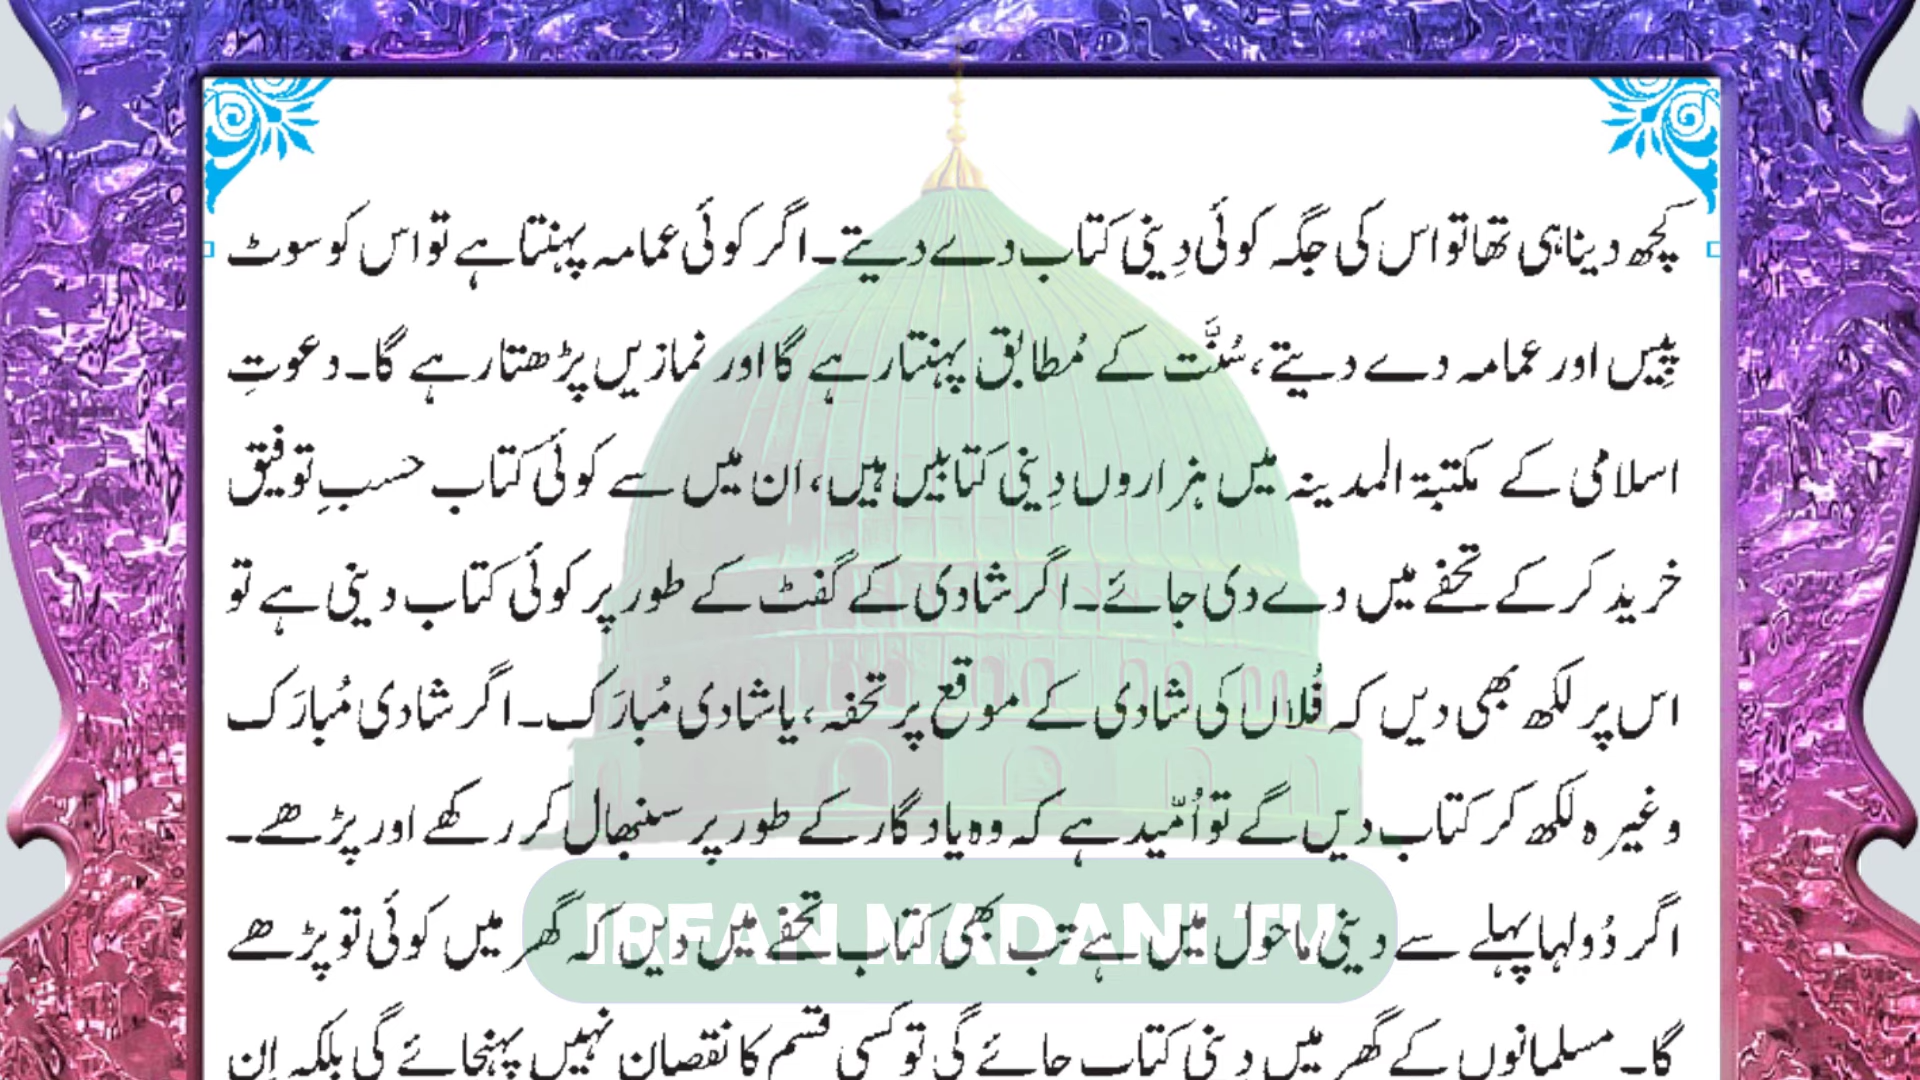 کچھ دینا ہی تھا تو اس کی جگہ کوئی دِینی کتاب دے دیتے۔ اگر کوئی عمامہ پہنتا ہے تو اس کو سوٹ
پِیس اور عمامہ دے دیتے، سُنَّت کے مُطابق پہنتا رہے گا اور نمازیں پڑھتا رہے گا۔ دعوتِ
اسلامی کے مکتبۃ المدینہ میں ہزاروں دِینی کتابیں ہیں، ان میں سے کوئی کتاب حسبِ توفیق
خرید کر کے تحفے میں دے دی جائے۔ اگر شادی کے گفٹ کے طور پر کوئی کتاب دینی ہے تو
اس پر لکھ بھی دیں کہ فُلاں کی شادی کے موقع پر تحفہ، یا شادی مُبارَک۔ اگر شادی مُبارَک
وغیرہ لکھ کر کتاب دیں گے تو اُمّید ہے کہ وہ یادگار کے طور پر سنبھال کر رکھے اور پڑھے۔
اگر دُولہا پہلے سے دینی ماحول میں ہے تب بھی کتاب تحفے میں دیں کہ گھر میں کوئی تو پڑھے
IRFAN MADANI TV
گا۔ مسلمانوں کے گھر میں دینی کتاب جائے گی تو کسی قسم کا نقصان نہیں پہنچائے گی بلکہ اِن